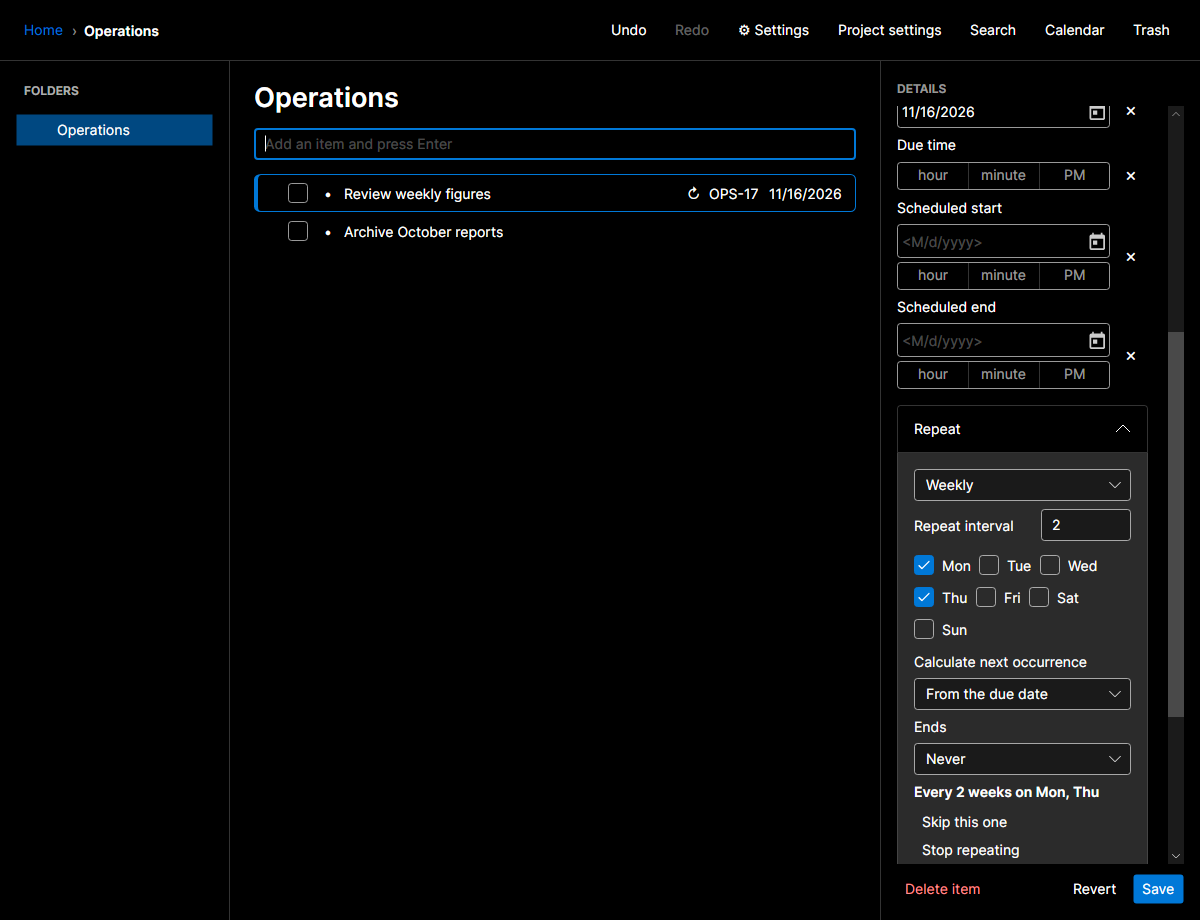 Home › Operations
Undo Redo ⚙ Settings Project settings Search Calendar Trash
FOLDERS
Operations
Operations
Add an item and press Enter
• Review weekly figures OPS-17 11/16/2026
• Archive October reports
DETAILS
11/16/2026
Due time
hour minute PM
Scheduled start
<M/d/yyyy>
hour minute PM
Scheduled end
<M/d/yyyy>
hour minute PM
Repeat
Weekly
Repeat interval 2
Mon Tue Wed
Thu Fri Sat
Sun
Calculate next occurrence
From the due date
Ends
Never
Every 2 weeks on Mon, Thu
Skip this one
Stop repeating
Delete item Revert Save